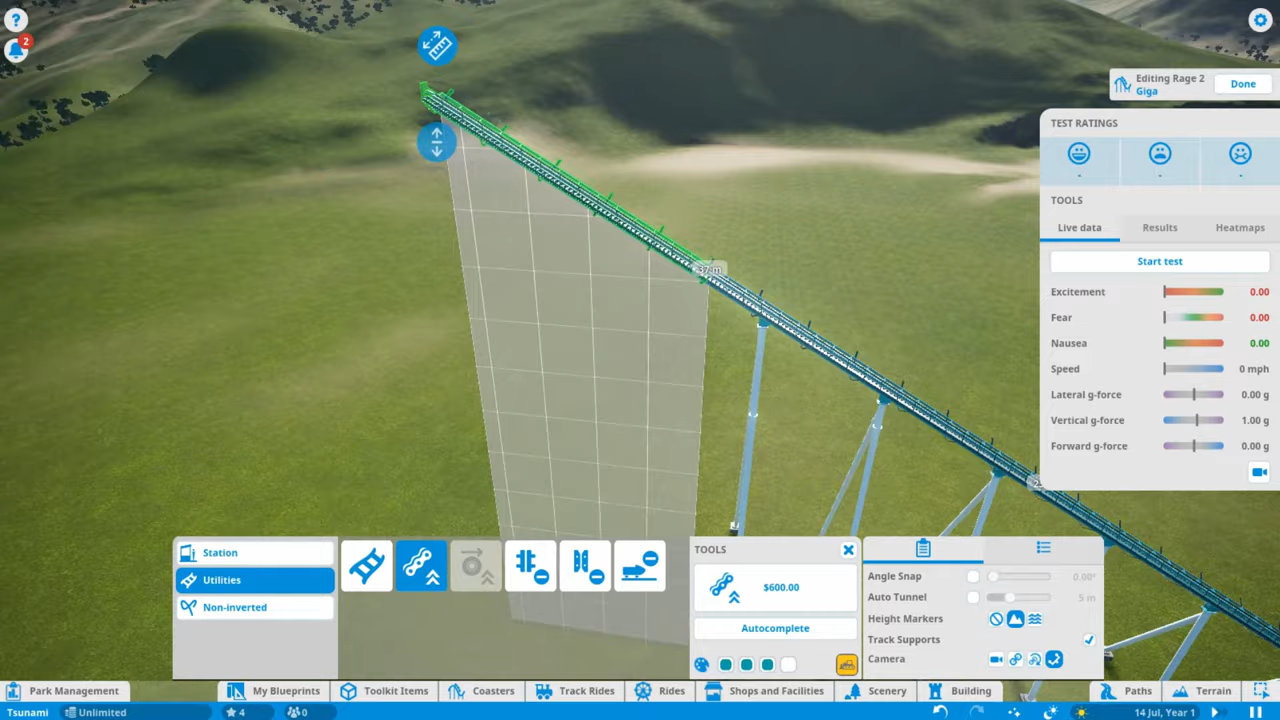 ?
2
Editing Rage 2
Giga
Done
TEST RATINGS
- - -
TOOLS
Live data Results Heatmaps
Start test
Excitement 0.00
Fear 0.00
Nausea 0.00
Speed 0 mph
Lateral g-force 0.00 g
Vertical g-force 1.00 g
Forward g-force 0.00 g
37 m
Station
Utilities
Non-inverted
TOOLS
$600.00
Autocomplete
Angle Snap 0.00°
Auto Tunnel 5 m
Height Markers
Track Supports
Camera
Park Management My Blueprints Toolkit Items Coasters Track Rides Rides Shops and Facilities Scenery Building Paths Terrain
Tsunami Unlimited 4 0 14 Jul, Year 1